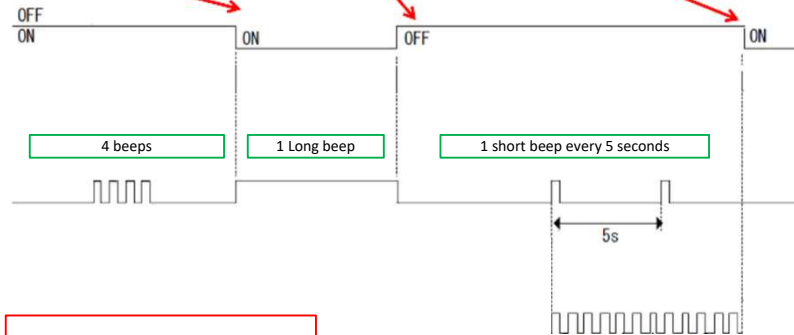 OFF
ON
ON
OFF
ON
4 beeps
1 Long beep
1 short beep every 5 seconds
5s